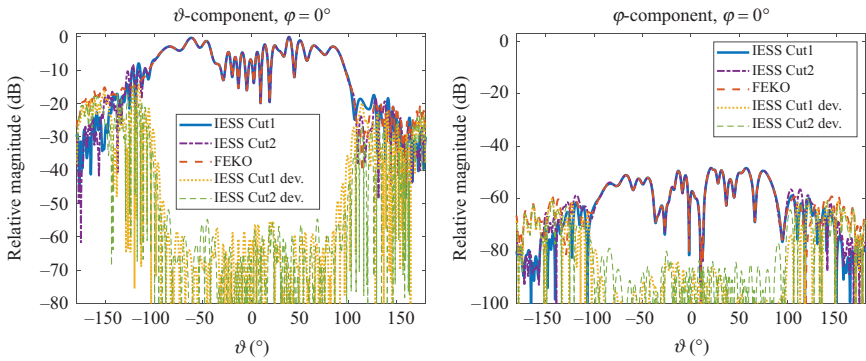 ϑ-component, φ = 0°
Relative magnitude (dB)
0
−10
−20
−30
−40
−50
−60
−70
−80
IESS Cut1
IESS Cut2
FEKO
IESS Cut1 dev.
IESS Cut2 dev.
−150 −100 −50 0 50 100 150
ϑ (°)
φ-component, φ = 0°
Relative magnitude (dB)
0
−20
−40
−60
−80
−100
IESS Cut1
IESS Cut2
FEKO
IESS Cut1 dev.
IESS Cut2 dev.
−150 −100 −50 0 50 100 150
ϑ (°)